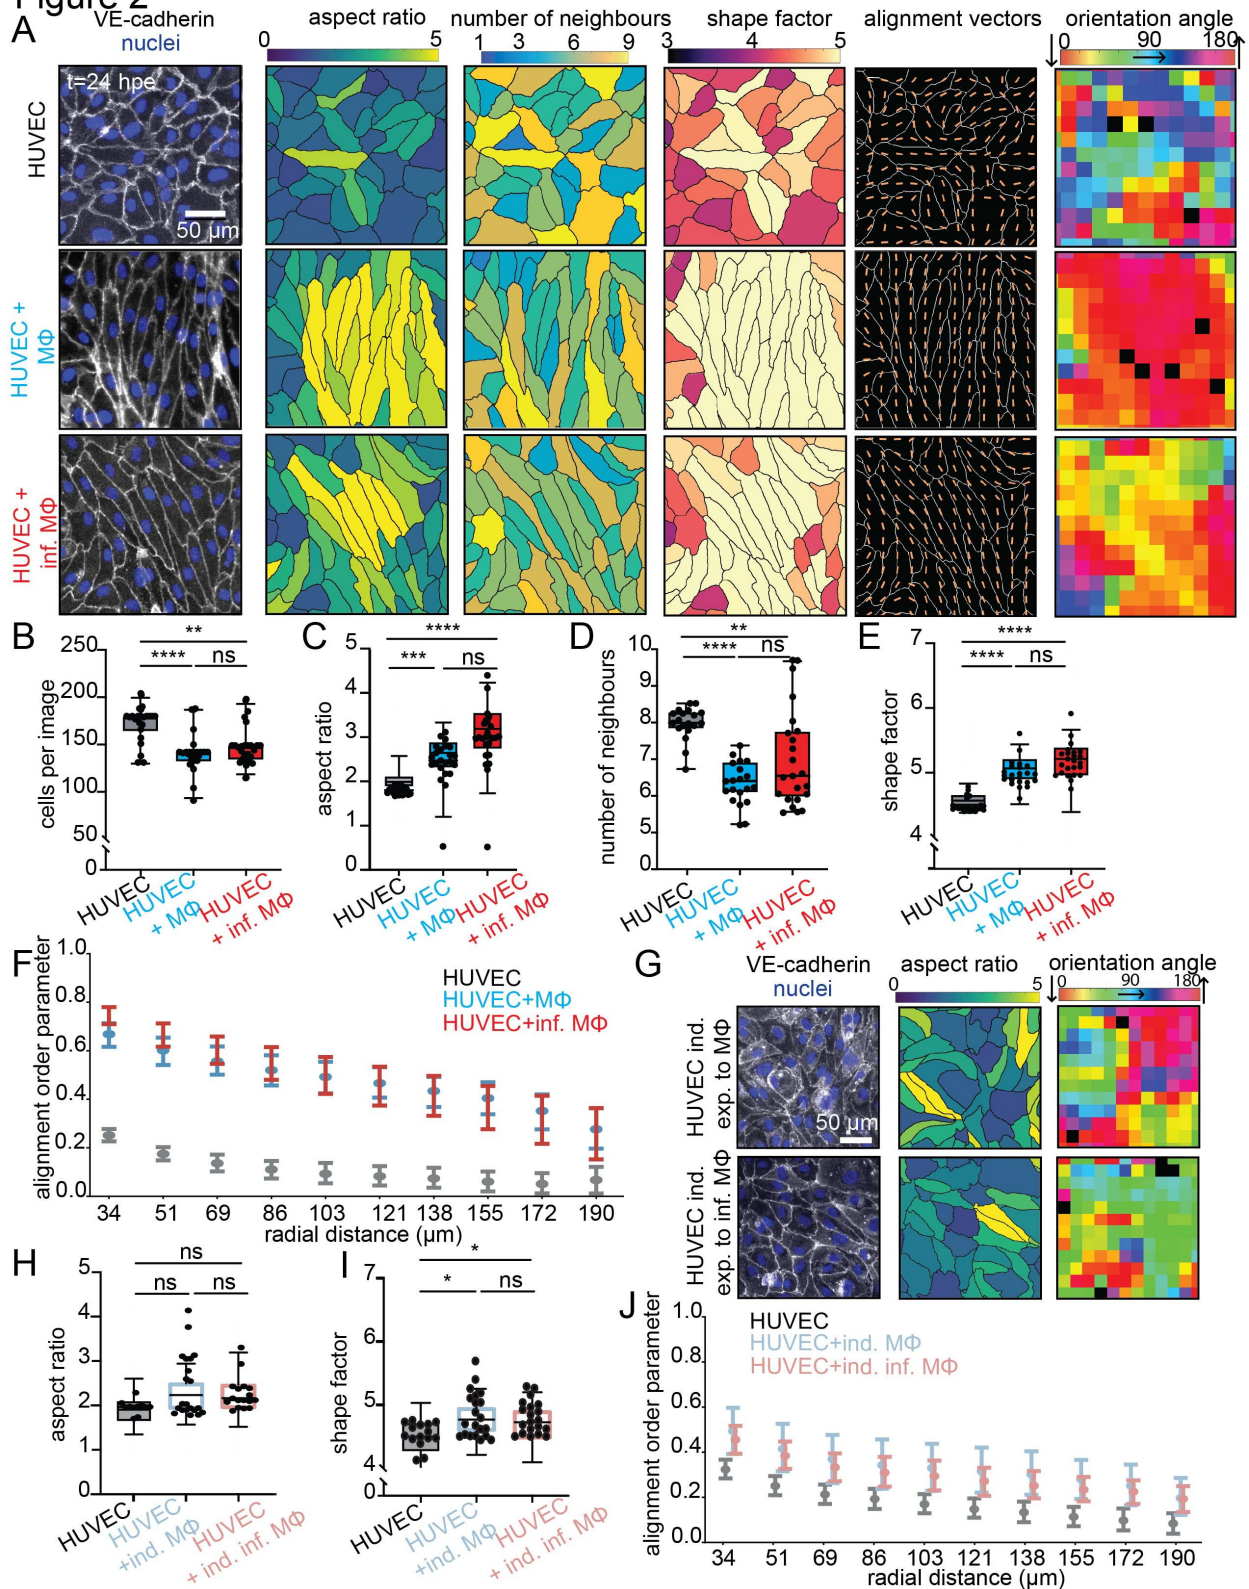 Figure 2
A
VE-cadherin
nuclei
aspect ratio
0 5
number of neighbours
1 3 6 9
shape factor
3 4 5
alignment vectors
orientation angle
0 90 180
HUVEC
t=24 hpe
50 µm
HUVEC +
MΦ
HUVEC +
inf. MΦ
B
cells per image
250
200
150
100
50
0
**
**** ns
HUVEC
HUVEC
+ MΦ
HUVEC
+ inf. MΦ
C
aspect ratio
5
4
3
2
1
0
****
*** ns
HUVEC
HUVEC
+ MΦ
HUVEC
+ inf. MΦ
D
number of neighbours
10
9
8
7
6
5
0
**
**** ns
HUVEC
HUVEC
+ MΦ
HUVEC
+ inf. MΦ
E
shape factor
7
6
5
4
0
****
**** ns
HUVEC
HUVEC
+ MΦ
HUVEC
+ inf. MΦ
F
alignment order parameter
1.0
0.8
0.6
0.4
0.2
0.0
HUVEC
HUVEC+MΦ
HUVEC+inf. MΦ
34 51 69 86 103 121 138 155 172 190
radial distance (µm)
G
VE-cadherin
nuclei
aspect ratio
0 5
orientation angle
0 90 180
HUVEC ind.
exp. to MΦ
50 µm
HUVEC ind.
exp. to inf. MΦ
H
aspect ratio
5
4
3
2
1
0
ns
ns ns
HUVEC
HUVEC
+ind. MΦ
HUVEC
+ ind. inf. MΦ
I
shape factor
7
6
5
4
0
*
* ns
HUVEC
HUVEC
+ind. MΦ
HUVEC
+ ind. inf. MΦ
J
alignment order parameter
1.0
0.8
0.6
0.4
0.2
0.0
HUVEC
HUVEC+ind. MΦ
HUVEC+ind. inf. MΦ
34 51 69 86 103 121 138 155 172 190
radial distance (µm)